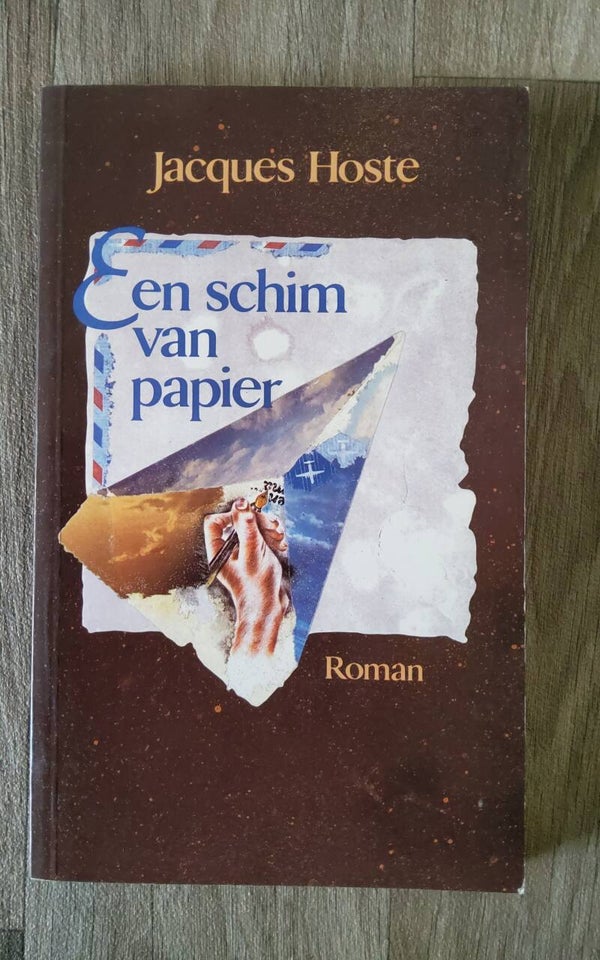 Jacques Hoste
Een schim
van
papier
Roman